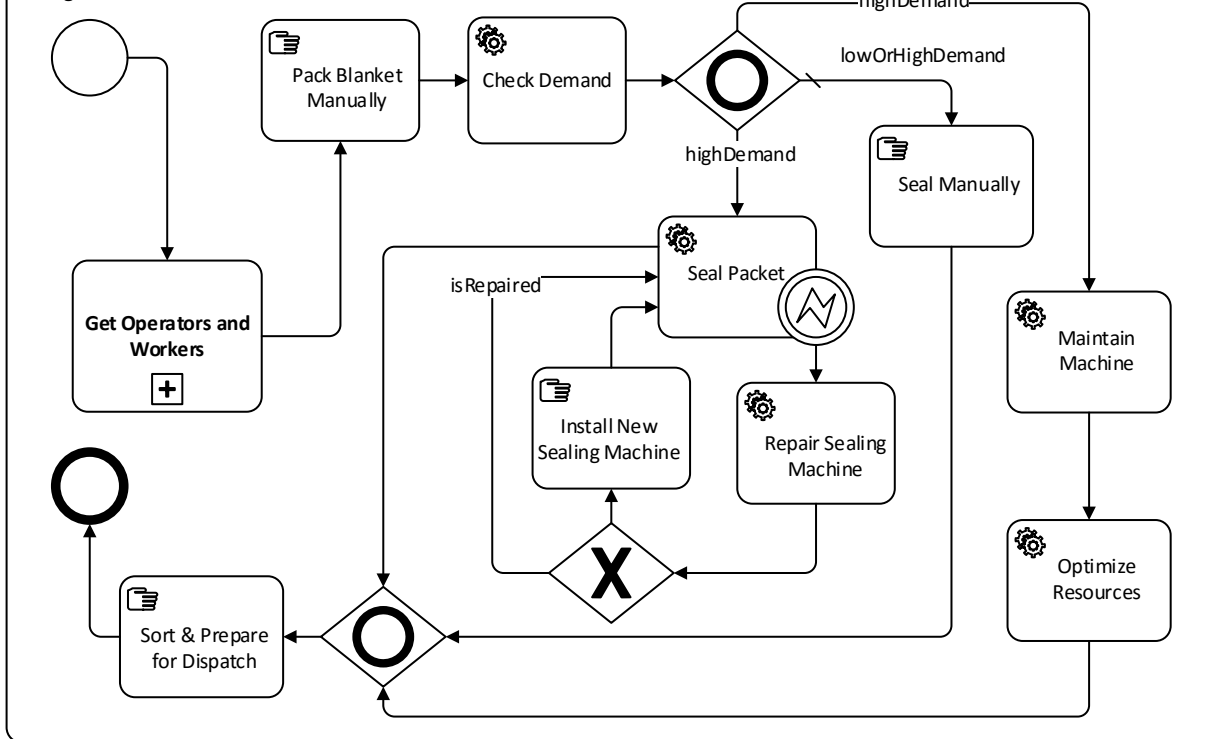 highDemand
lowOrHighDemand
Pack Blanket
Manually
Check Demand
highDemand
Seal Manually
Seal Packet
isRepaired
Get Operators and
Workers
Maintain
Machine
Install New
Sealing Machine
Repair Sealing
Machine
Optimize
Resources
Sort & Prepare
for Dispatch